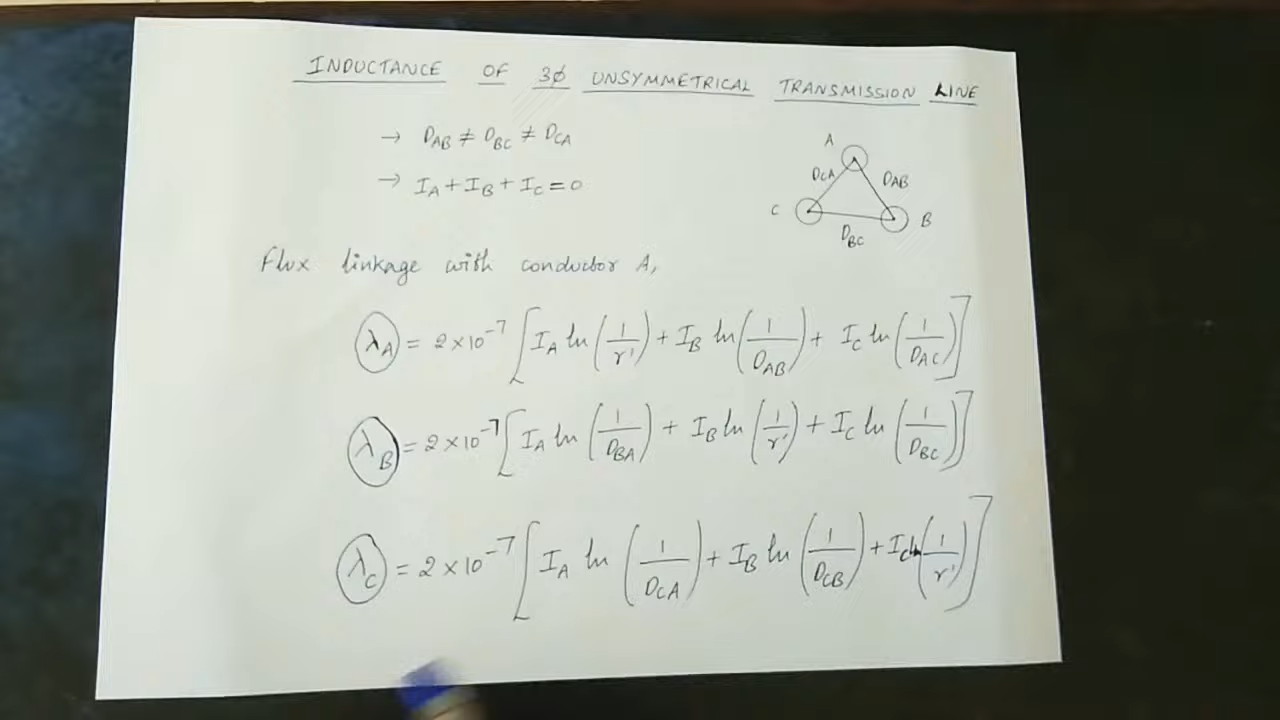 INDUCTANCE OF 3Ø UNSYMMETRICAL TRANSMISSION LINE
→ D_AB ≠ D_BC ≠ D_CA
→ I_A + I_B + I_C = 0
A
D_CA D_AB
C B
D_BC
Flux linkage with conductor A,
λ_A = 2×10^-7 [I_A ln(1/r') + I_B ln(1/D_AB) + I_C ln(1/D_AC)]
λ_B = 2×10^-7 [I_A ln(1/D_BA) + I_B ln(1/r') + I_C ln(1/D_BC)]
λ_C = 2×10^-7 [I_A ln(1/D_CA) + I_B ln(1/D_CB) + I_C ln(1/r')]